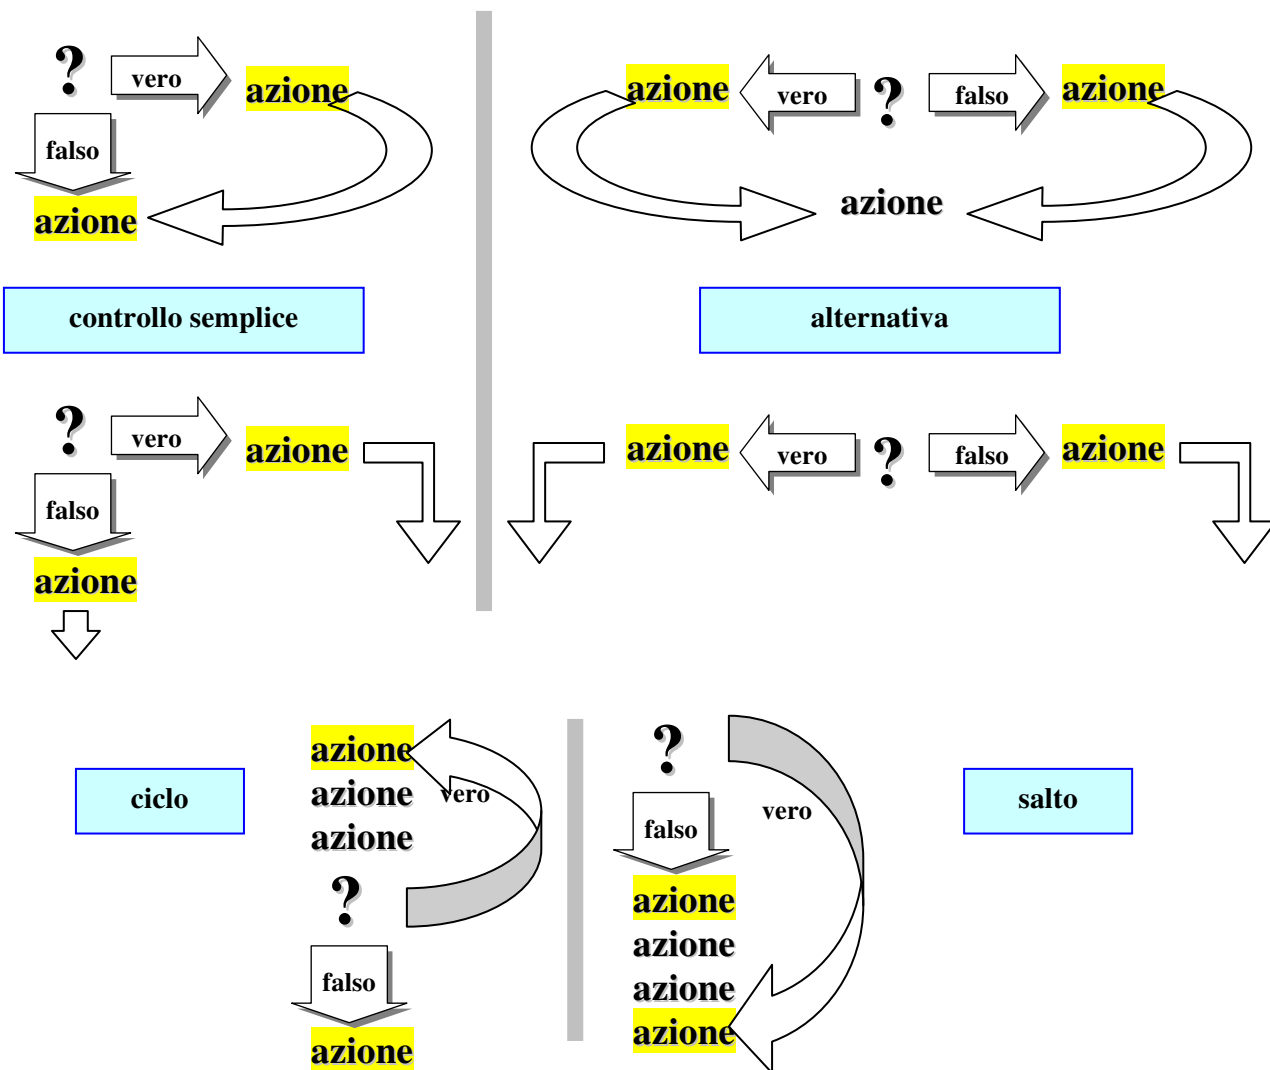 ? vero azione
falso
azione
azione vero ? falso azione
azione
controllo semplice
alternativa
? vero azione
falso
azione
azione vero ? falso azione
ciclo
azione
azione vero
azione
?
falso
azione
?
vero
falso
azione
azione
azione
azione
salto